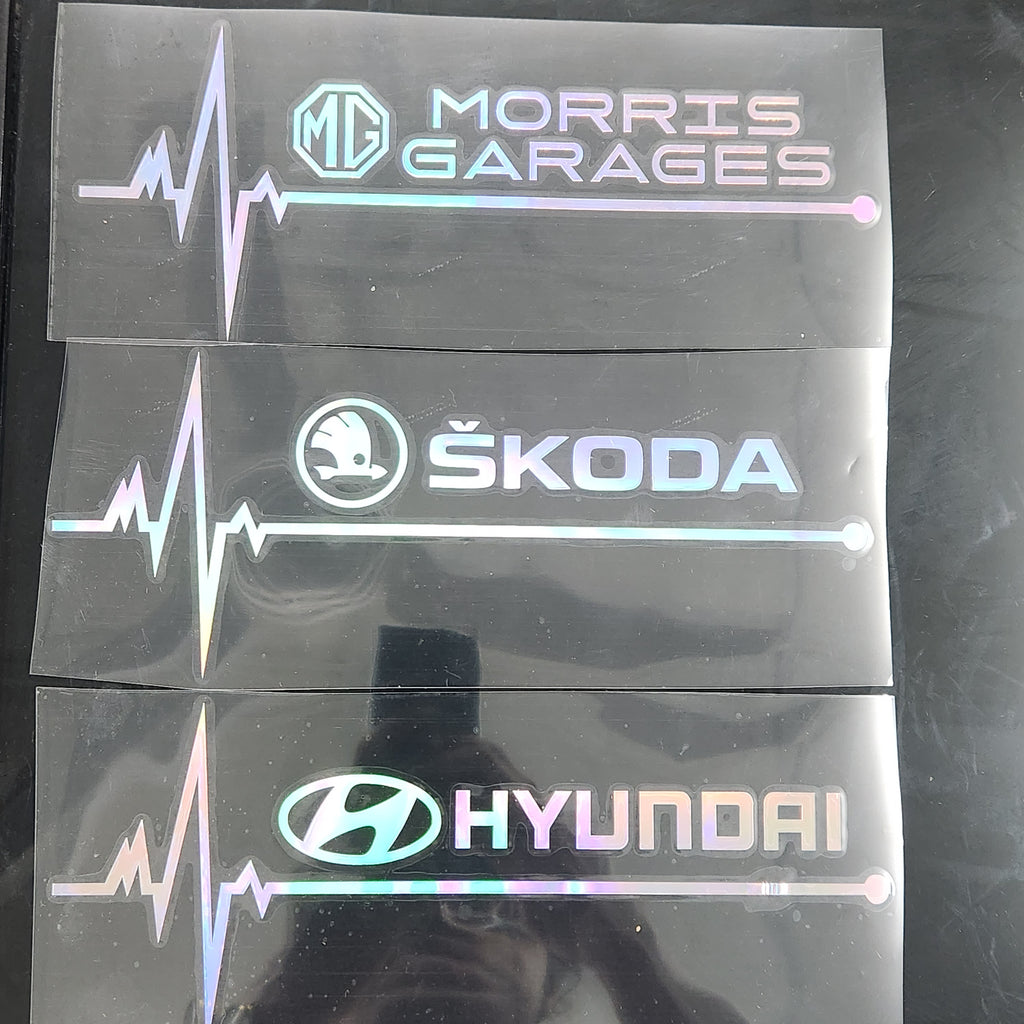 MG
MORRIS
GARAGES
ŠKODA
HYUNDAI